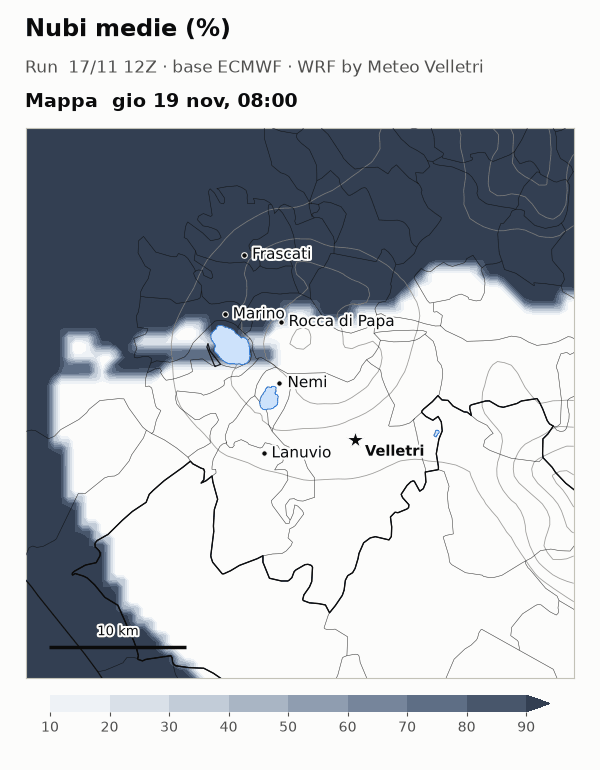 Nubi medie (%)
Run 17/11 12Z · base ECMWF · WRF by Meteo Velletri
Mappa gio 19 nov, 08:00
Frascati
Marino
Rocca di Papa
Nemi
Velletri
Lanuvio
10 km
10 20 30 40 50 60 70 80 90